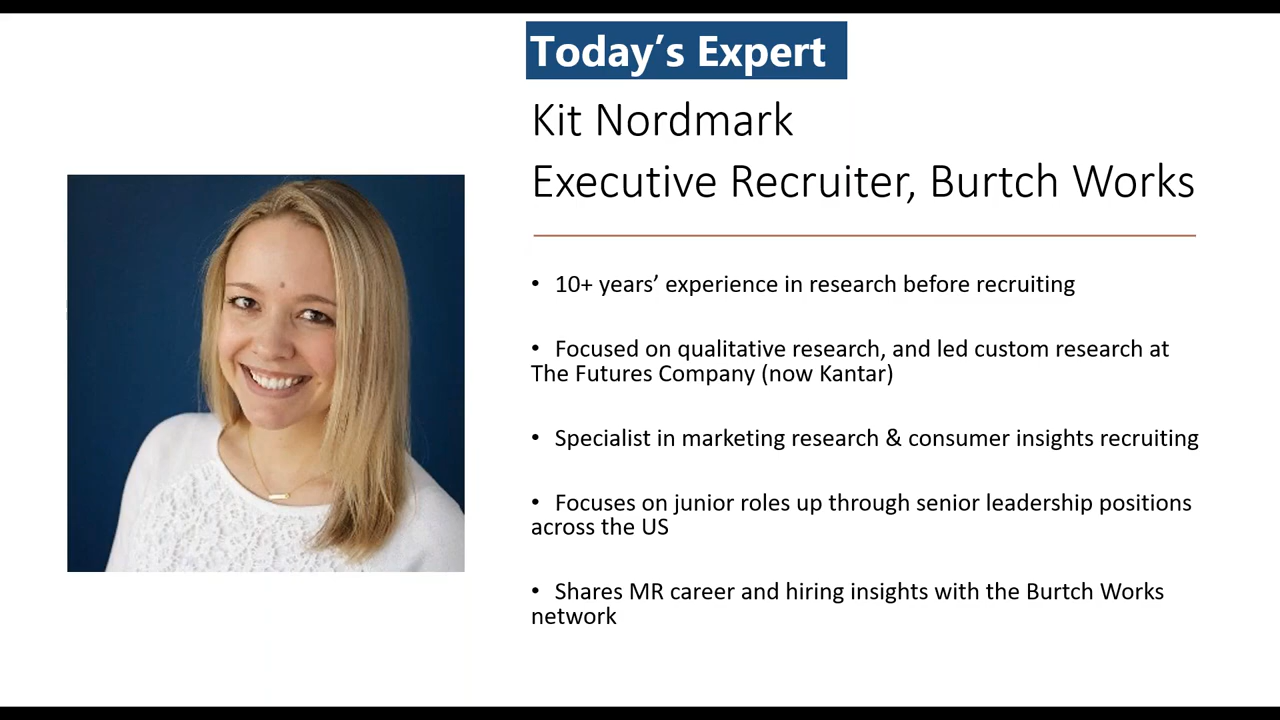 Today’s Expert
Kit Nordmark
Executive Recruiter, Burtch Works
• 10+ years’ experience in research before recruiting
• Focused on qualitative research, and led custom research at
The Futures Company (now Kantar)
• Specialist in marketing research & consumer insights recruiting
• Focuses on junior roles up through senior leadership positions
across the US
• Shares MR career and hiring insights with the Burtch Works
network